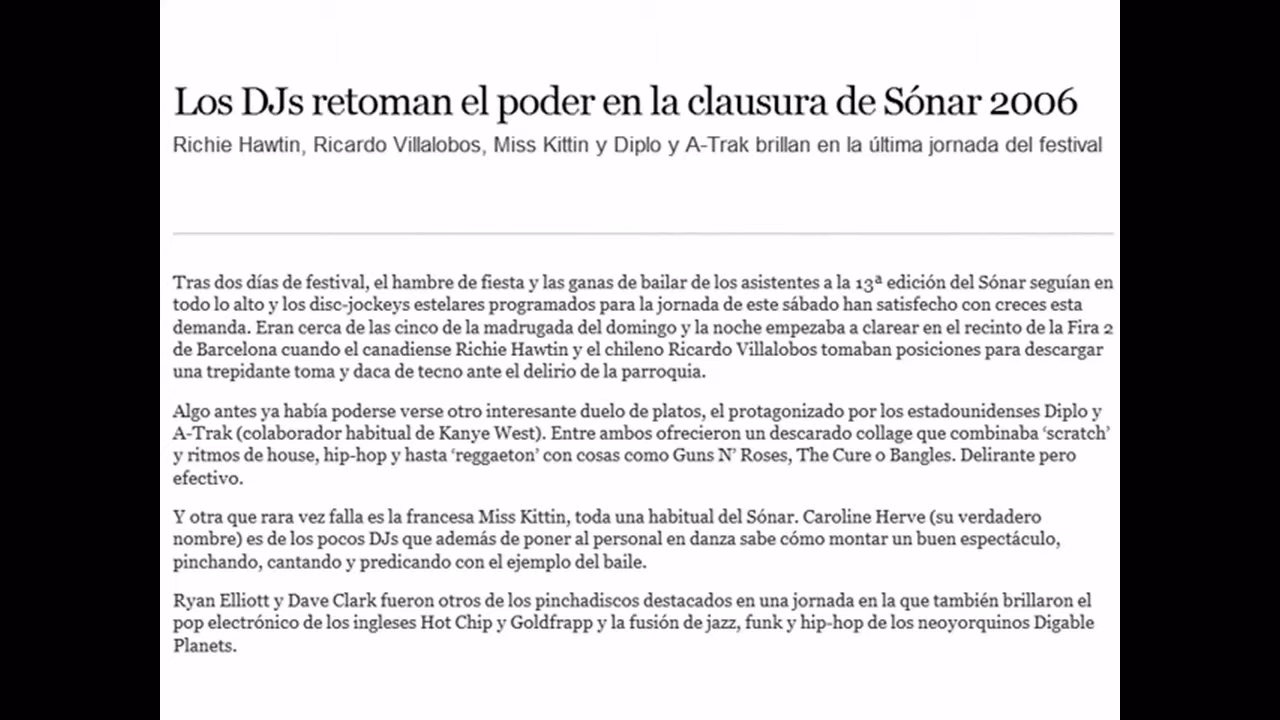 Los DJs retoman el poder en la clausura de Sónar 2006
Richie Hawtin, Ricardo Villalobos, Miss Kittin y Diplo y A-Trak brillan en la última jornada del festival
Tras dos días de festival, el hambre de fiesta y las ganas de bailar de los asistentes a la 13ª edición del Sónar seguían en
todo lo alto y los disc-jockeys estelares programados para la jornada de este sábado han satisfecho con creces esta
demanda. Eran cerca de las cinco de la madrugada del domingo y la noche empezaba a clarear en el recinto de la Fira 2
de Barcelona cuando el canadiense Richie Hawtin y el chileno Ricardo Villalobos tomaban posiciones para descargar
una trepidante toma y daca de tecno ante el delirio de la parroquia.
Algo antes ya había poderse verse otro interesante duelo de platos, el protagonizado por los estadounidenses Diplo y
A-Trak (colaborador habitual de Kanye West). Entre ambos ofrecieron un descarado collage que combinaba ‘scratch’
y ritmos de house, hip-hop y hasta ‘reggaeton’ con cosas como Guns N’ Roses, The Cure o Bangles. Delirante pero
efectivo.
Y otra que rara vez falla es la francesa Miss Kittin, toda una habitual del Sónar. Caroline Herve (su verdadero
nombre) es de los pocos DJs que además de poner al personal en danza sabe cómo montar un buen espectáculo,
pinchando, cantando y predicando con el ejemplo del baile.
Ryan Elliott y Dave Clark fueron otros de los pinchadiscos destacados en una jornada en la que también brillaron el
pop electrónico de los ingleses Hot Chip y Goldfrapp y la fusión de jazz, funk y hip-hop de los neoyorquinos Digable
Planets.